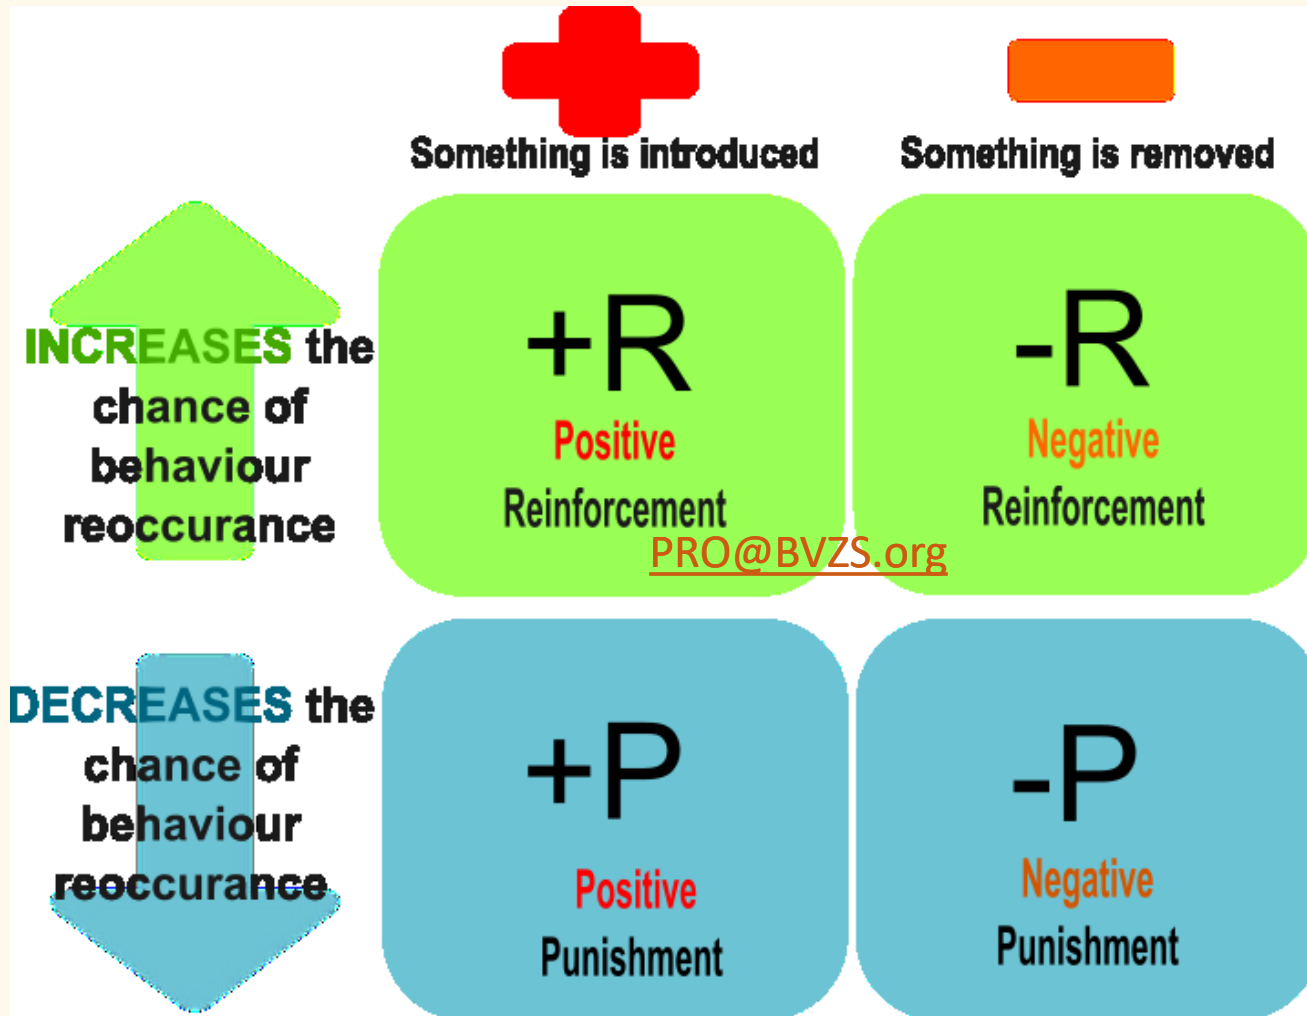 Something is introduced
Something is removed
INCREASES the
chance of
behaviour
reoccurance
+R
Positive
Reinforcement
-R
Negative
Reinforcement
PRO@BVZS.org
DECREASES the
chance of
behaviour
reoccurance
+P
Positive
Punishment
-P
Negative
Punishment